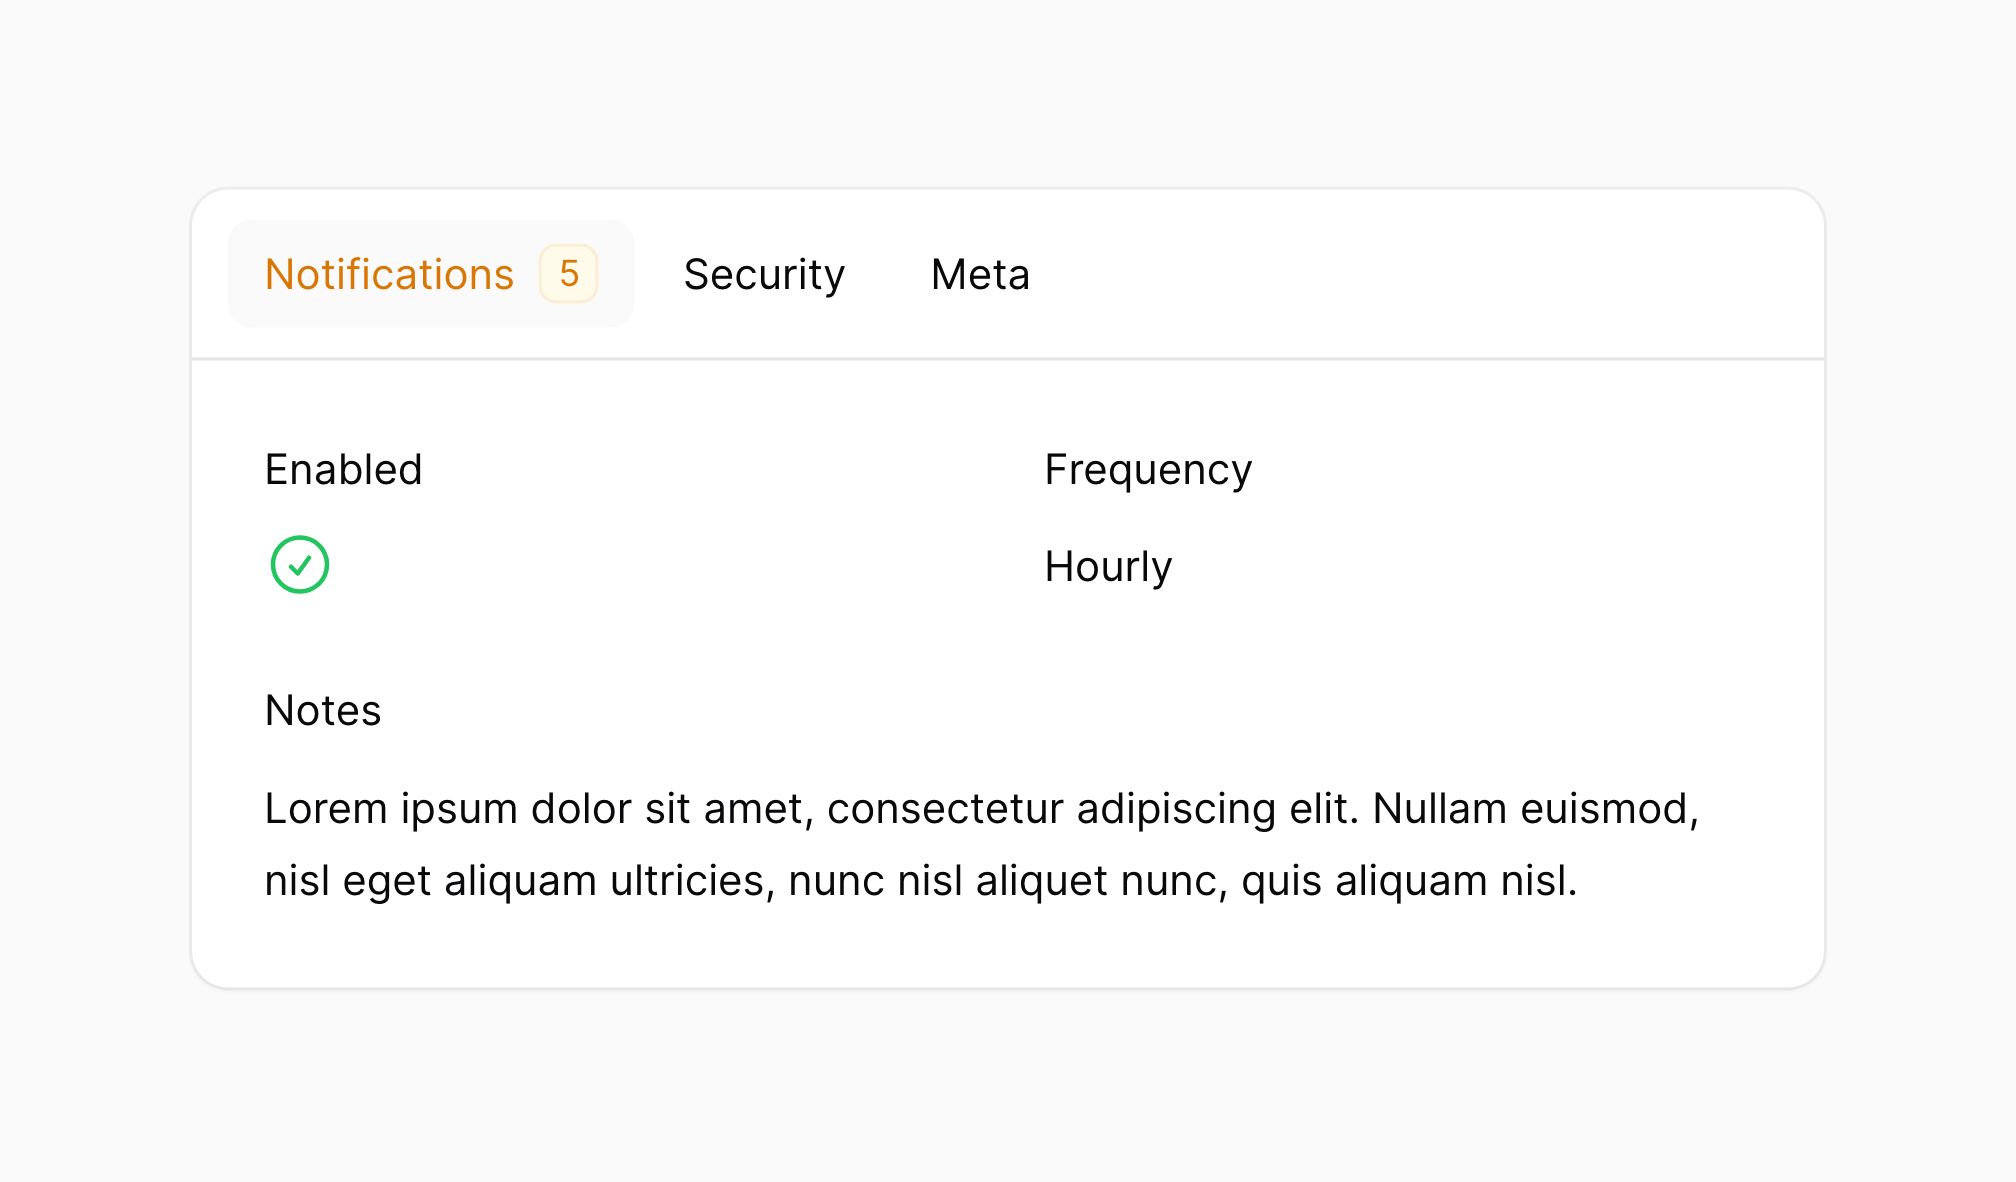 Notifications 5 Security Meta
Enabled Frequency
Hourly
Notes
Lorem ipsum dolor sit amet, consectetur adipiscing elit. Nullam euismod,
nisl eget aliquam ultricies, nunc nisl aliquet nunc, quis aliquam nisl.